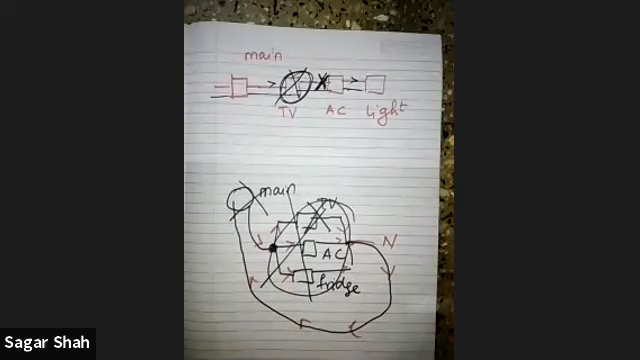 main
TV AC Light
main TV
N
AC
fridge
Sagar Shah